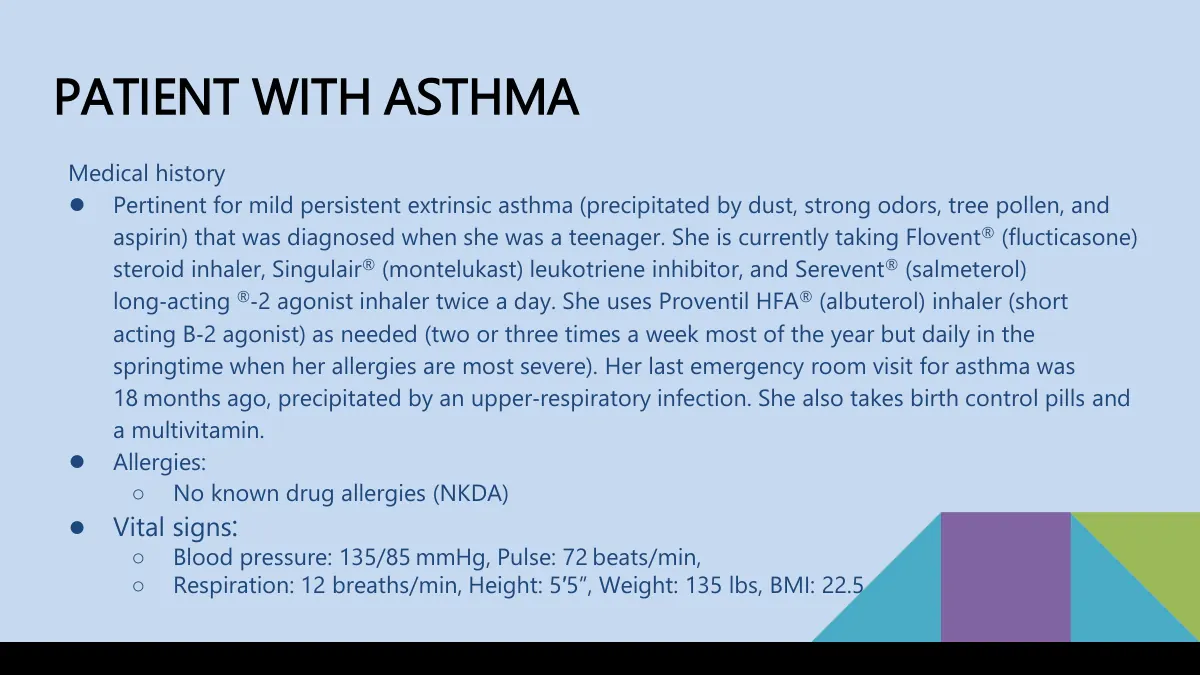 PATIENT WITH ASTHMA
Medical history
● Pertinent for mild persistent extrinsic asthma (precipitated by dust, strong odors, tree pollen, and
aspirin) that was diagnosed when she was a teenager. She is currently taking Flovent® (flucticasone)
steroid inhaler, Singulair® (montelukast) leukotriene inhibitor, and Serevent® (salmeterol)
long-acting ®-2 agonist inhaler twice a day. She uses Proventil HFA® (albuterol) inhaler (short
acting B-2 agonist) as needed (two or three times a week most of the year but daily in the
springtime when her allergies are most severe). Her last emergency room visit for asthma was
18 months ago, precipitated by an upper-respiratory infection. She also takes birth control pills and
a multivitamin.
● Allergies:
○ No known drug allergies (NKDA)
● Vital signs:
○ Blood pressure: 135/85 mmHg, Pulse: 72 beats/min,
○ Respiration: 12 breaths/min, Height: 5′5″, Weight: 135 lbs, BMI: 22.5